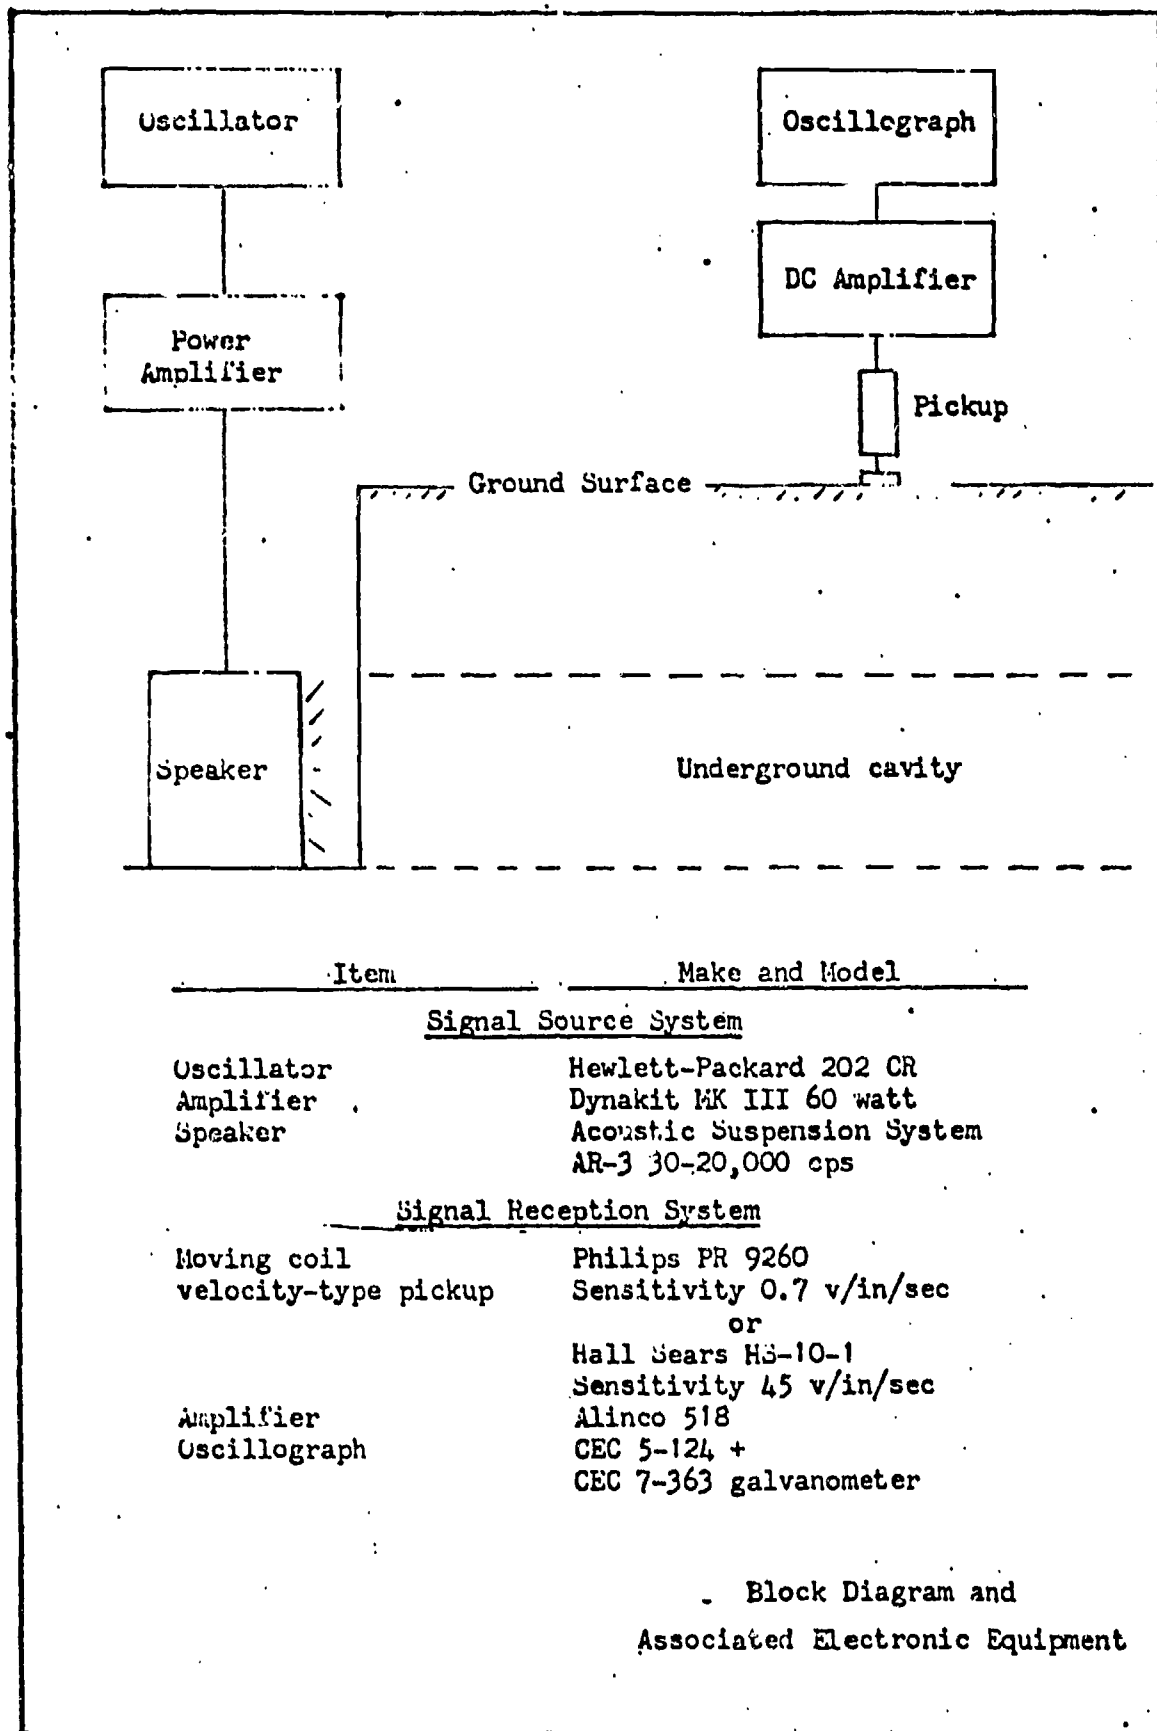 Oscillator
Oscillograph
DC Amplifier
Power
Amplifier
Pickup
Ground Surface
Speaker
Underground cavity
Item Make and Model
Signal Source System
Oscillator Hewlett-Packard 202 CR
Amplifier Dynakit MK III 60 watt
Speaker Acoustic Suspension System
AR-3 30-20,000 cps
Signal Reception System
Moving coil Philips PR 9260
velocity-type pickup Sensitivity 0.7 v/in/sec
or
Hall Sears HS-10-1
Sensitivity 45 v/in/sec
Amplifier Alinco 518
Oscillograph CEC 5-124 +
CEC 7-363 galvanometer
Block Diagram and
Associated Electronic Equipment